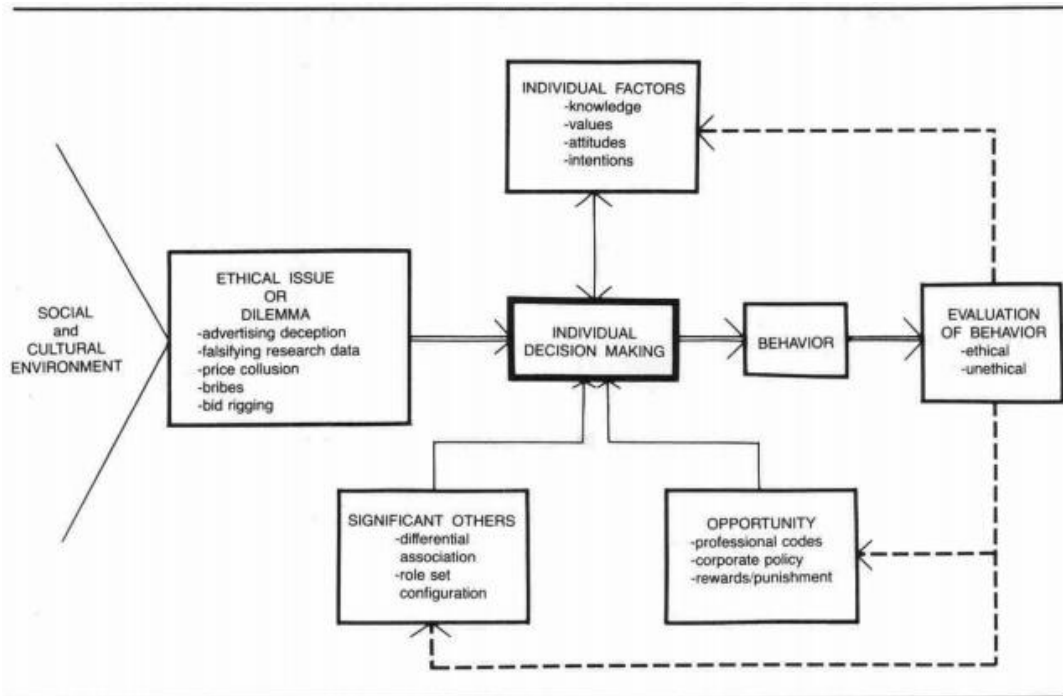 INDIVIDUAL FACTORS
-knowledge
-values
-attitudes
-intentions
SOCIAL
and
CULTURAL
ENVIRONMENT
ETHICAL ISSUE
OR
DILEMMA
-advertising deception
-falsifying research data
-price collusion
-bribes
-bid rigging
INDIVIDUAL
DECISION MAKING
BEHAVIOR
EVALUATION
OF BEHAVIOR
-ethical
-unethical
SIGNIFICANT OTHERS
-differential
association
-role set
configuration
OPPORTUNITY
-professional codes
-corporate policy
-rewards/punishment